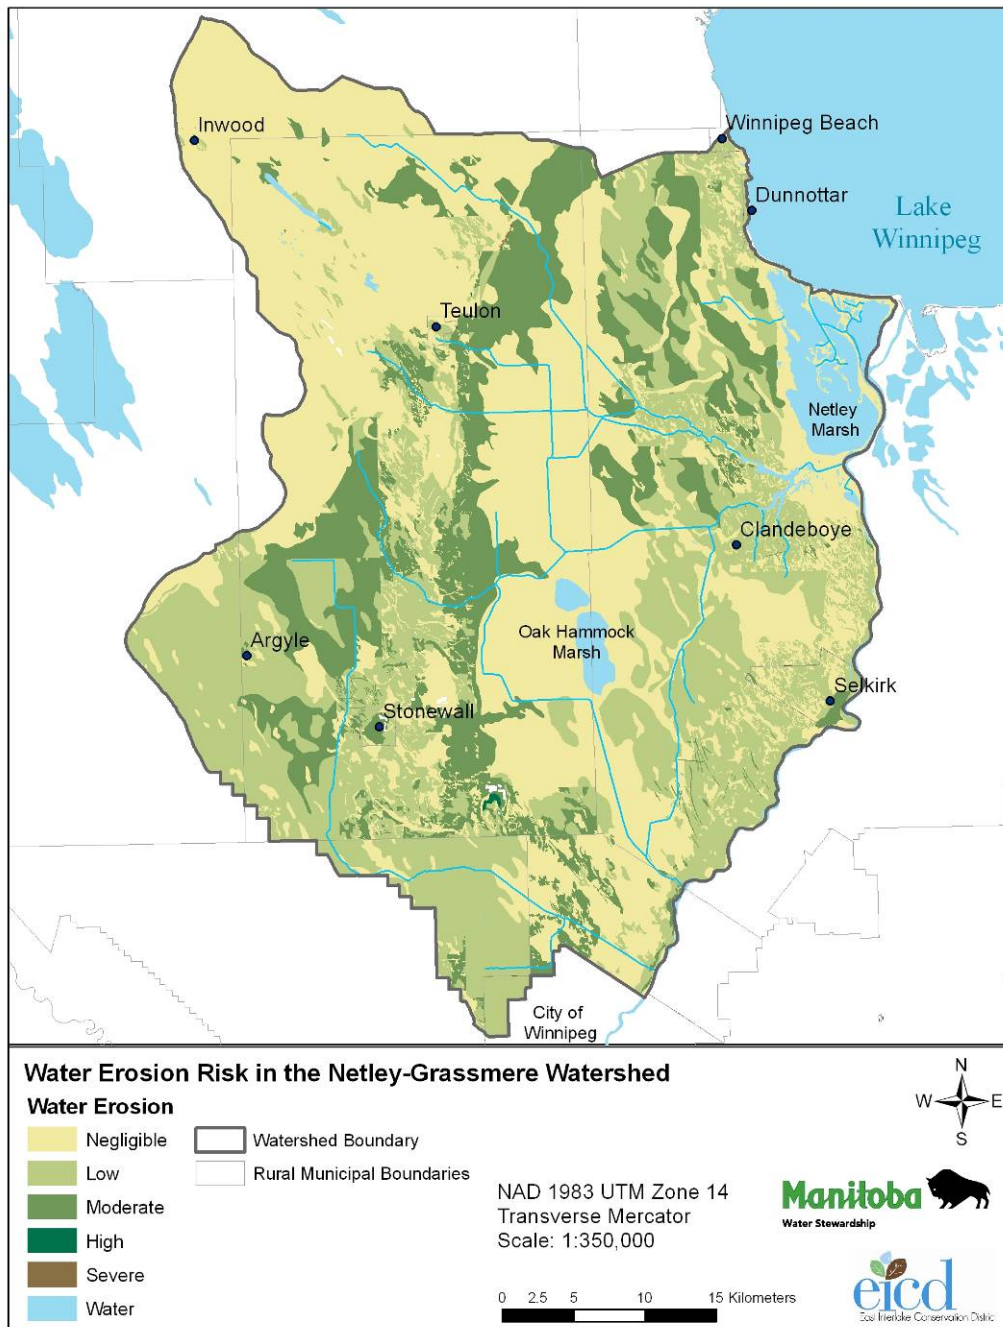 Inwood
Winnipeg Beach
Dunnottar
Lake
Winnipeg
Teulon
Netley
Marsh
Clandeboye
Oak Hammock
Marsh
Argyle
Selkirk
Stonewall
City of
Winnipeg
Water Erosion Risk in the Netley-Grassmere Watershed
Water Erosion
Negligible
Low
Moderate
High
Severe
Water
Watershed Boundary
Rural Municipal Boundaries
NAD 1983 UTM Zone 14
Transverse Mercator
Scale: 1:350,000
0 2.5 5 10 15 Kilometers
N
W E
S
Manitoba
Water Stewardship
eicd
East Interlake Conservation District